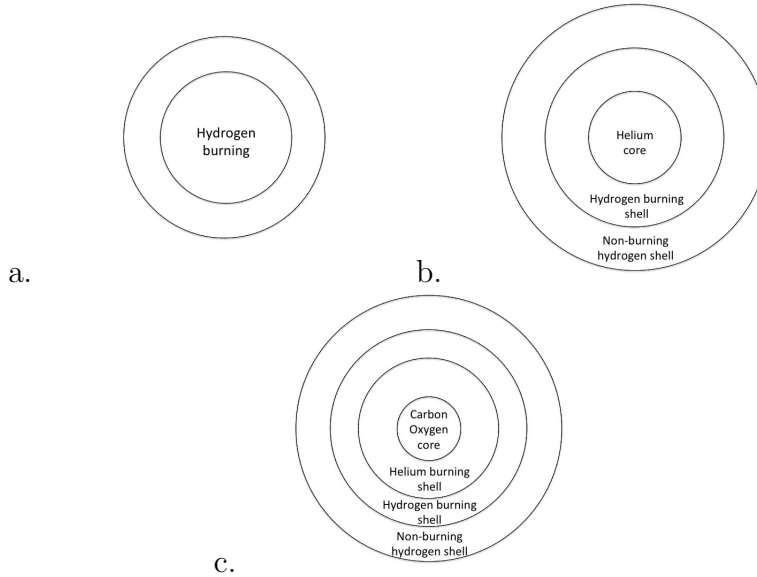 Hydrogen
burning
a.
Helium
core
Hydrogen burning
shell
Non-burning
hydrogen shell
b.
Carbon
Oxygen
core
Helium burning
shell
Hydrogen burning
shell
Non-burning
hydrogen shell
c.